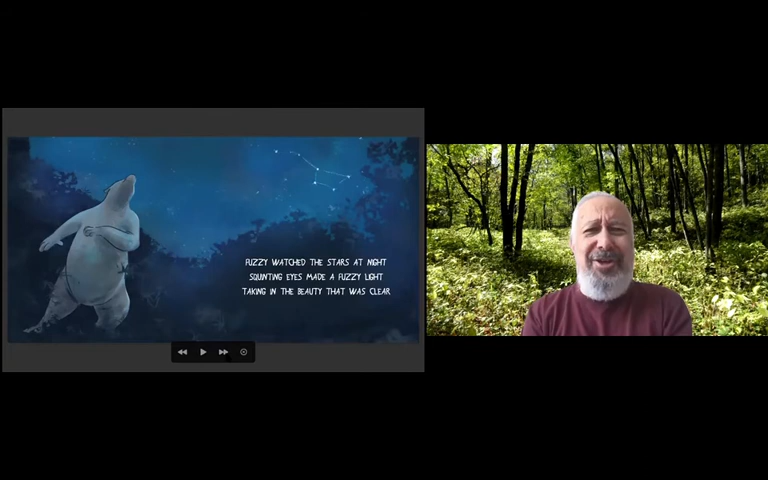 FUZZY WATCHED THE STARS AT NIGHT
SQUINTING EYES MADE A FUZZY LIGHT
TAKING IN THE BEAUTY THAT WAS CLEAR